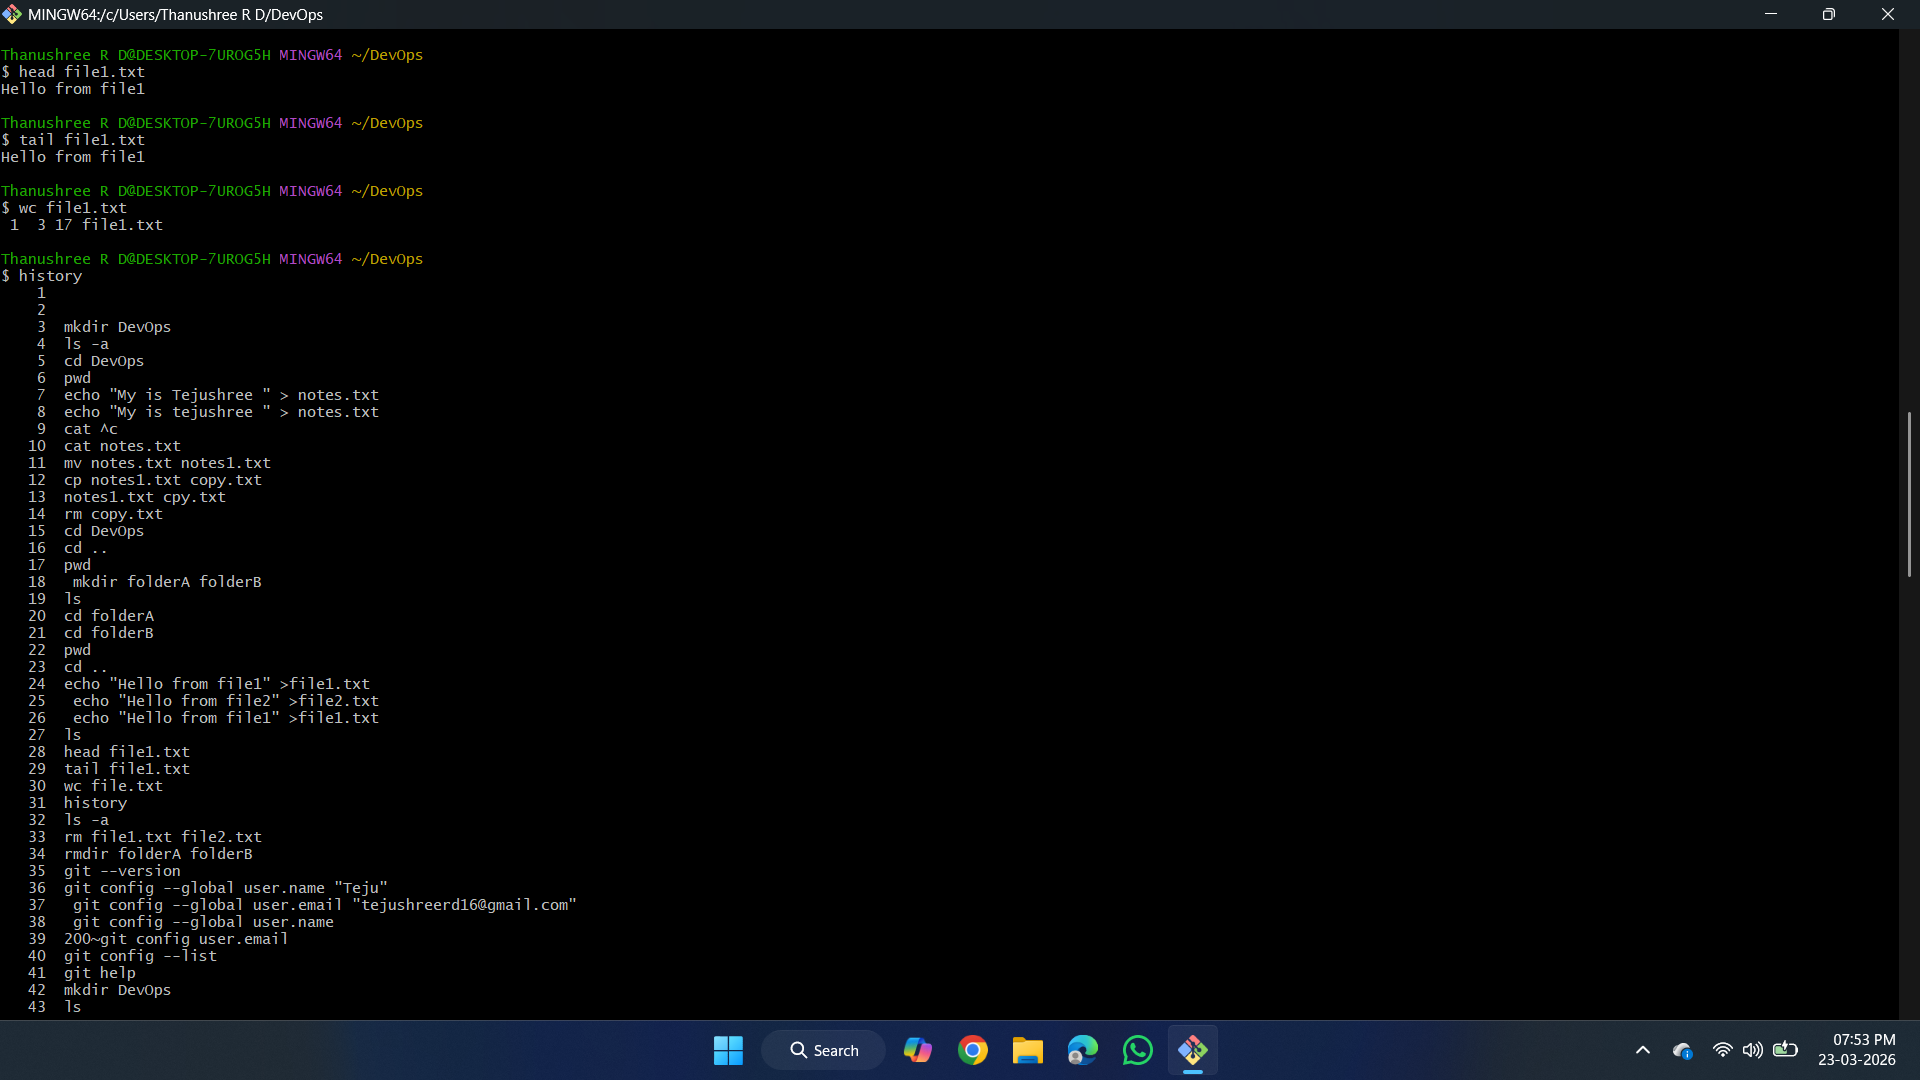 MINGW64:/c/Users/Thanushree R D/DevOps
Thanushree R D@DESKTOP-7UROG5H MINGW64 ~/DevOps
$ head file1.txt
Hello from file1
Thanushree R D@DESKTOP-7UROG5H MINGW64 ~/DevOps
$ tail file1.txt
Hello from file1
Thanushree R D@DESKTOP-7UROG5H MINGW64 ~/DevOps
$ wc file1.txt
1 3 17 file1.txt
Thanushree R D@DESKTOP-7UROG5H MINGW64 ~/DevOps
$ history
1
2
3 mkdir DevOps
4 ls -a
5 cd DevOps
6 pwd
7 echo "My is Tejushree " > notes.txt
8 echo "My is tejushree " > notes.txt
9 cat ^c
10 cat notes.txt
11 mv notes.txt notes1.txt
12 cp notes1.txt copy.txt
13 notes1.txt cpy.txt
14 rm copy.txt
15 cd DevOps
16 cd ..
17 pwd
18 mkdir folderA folderB
19 ls
20 cd folderA
21 cd folderB
22 pwd
23 cd ..
24 echo "Hello from file1" >file1.txt
25 echo "Hello from file2" >file2.txt
26 echo "Hello from file1" >file1.txt
27 ls
28 head file1.txt
29 tail file1.txt
30 wc file.txt
31 history
32 ls -a
33 rm file1.txt file2.txt
34 rmdir folderA folderB
35 git --version
36 git config --global user.name "Teju"
37 git config --global user.email "tejushreerd16@gmail.com"
38 git config --global user.name
39 200~git config user.email
40 git config --list
41 git help
42 mkdir DevOps
43 ls
Search
07:53 PM
23-03-2026